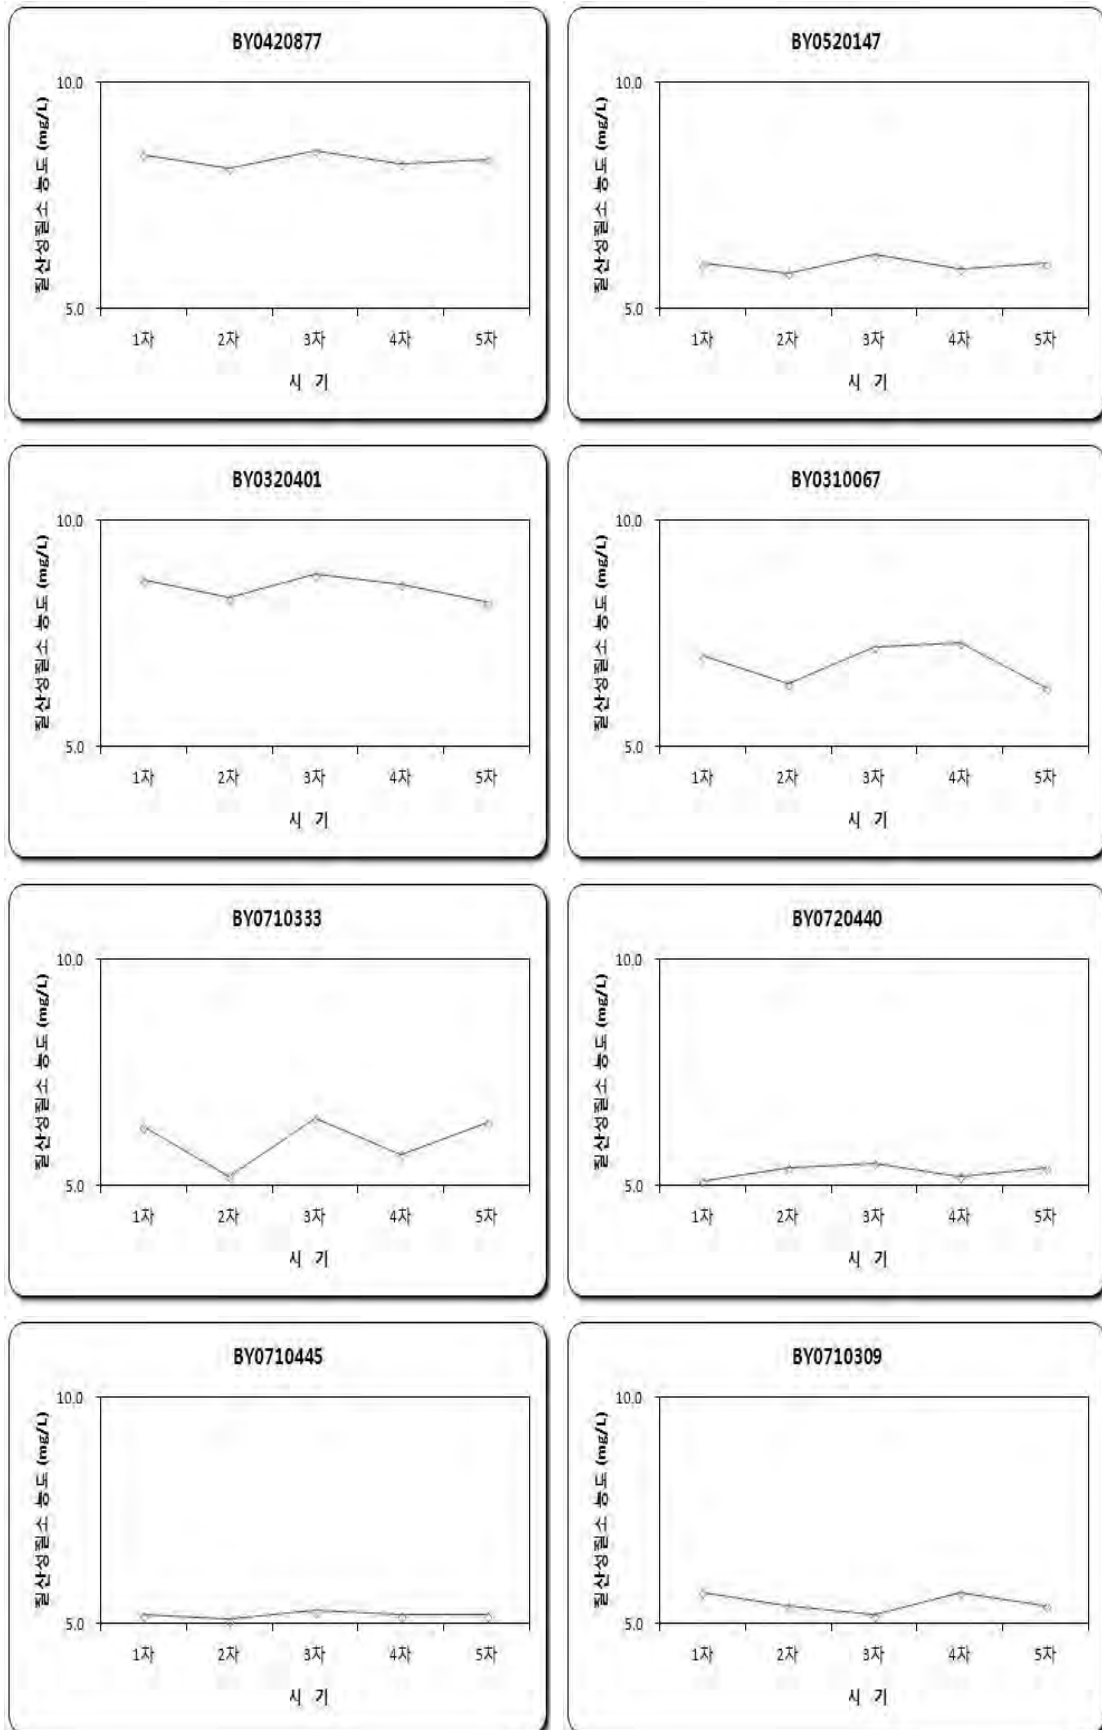 BY0420877
10.0
질산성질소 농도 (mg/L)
5.0
1차 2차 3차 4차 5차
시 기
BY0520147
10.0
질산성질소 농도 (mg/L)
5.0
1차 2차 3차 4차 5차
시 기
BY0320401
10.0
질산성질소 농도 (mg/L)
5.0
1차 2차 3차 4차 5차
시 기
BY0310067
10.0
질산성질소 농도 (mg/L)
5.0
1차 2차 3차 4차 5차
시 기
BY0710333
10.0
질산성질소 농도 (mg/L)
5.0
1차 2차 3차 4차 5차
시 기
BY0720440
10.0
질산성질소 농도 (mg/L)
5.0
1차 2차 3차 4차 5차
시 기
BY0710445
10.0
질산성질소 농도 (mg/L)
5.0
1차 2차 3차 4차 5차
시 기
BY0710309
10.0
질산성질소 농도 (mg/L)
5.0
1차 2차 3차 4차 5차
시 기